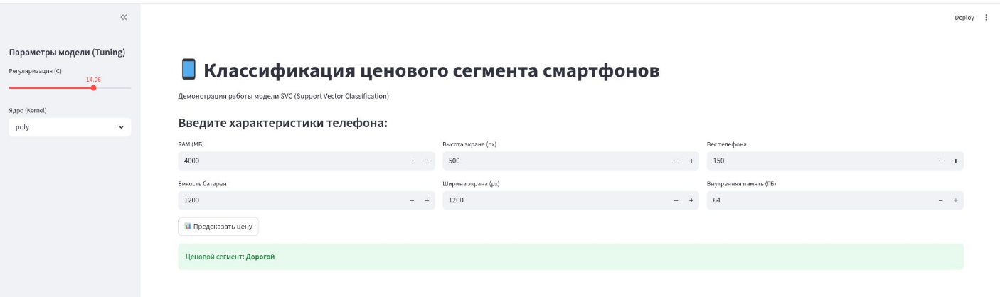 Deploy
Параметры модели (Tuning)
Регуляризация (C)
14.06
Ядро (Kernel)
poly
Классификация ценового сегмента смартфонов
Демонстрация работы модели SVC (Support Vector Classification)
Введите характеристики телефона:
RAM (МБ) Высота экрана (px) Вес телефона
4000 − + 500 − + 150 − +
Емкость батареи Ширина экрана (px) Внутренняя память (ГБ)
1200 − + 1200 − + 64 − +
Предсказать цену
Ценовой сегмент: Дорогой